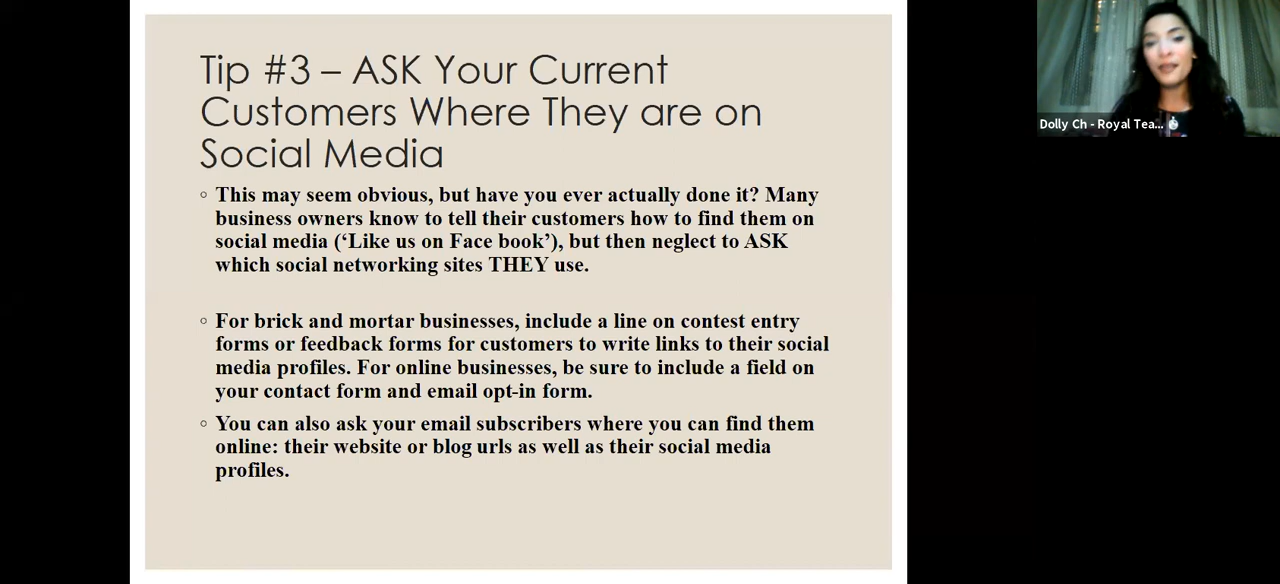 Tip #3 – ASK Your Current
Customers Where They are on
Social Media
◦ This may seem obvious, but have you ever actually done it? Many
business owners know to tell their customers how to find them on
social media (‘Like us on Face book’), but then neglect to ASK
which social networking sites THEY use.
◦ For brick and mortar businesses, include a line on contest entry
forms or feedback forms for customers to write links to their social
media profiles. For online businesses, be sure to include a field on
your contact form and email opt-in form.
◦ You can also ask your email subscribers where you can find them
online: their website or blog urls as well as their social media
profiles.
Dolly Ch - Royal Tea...